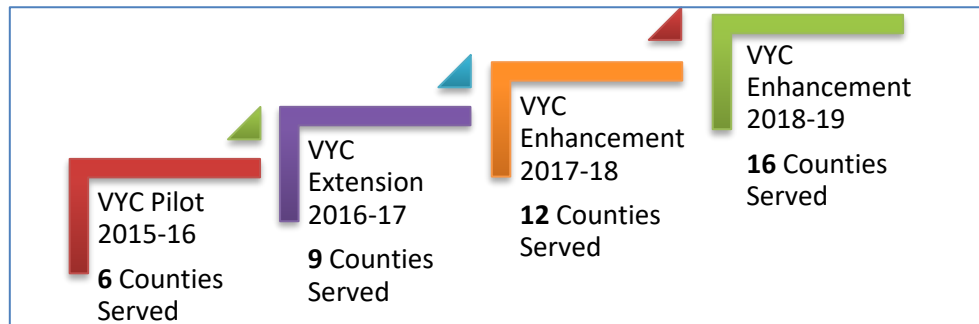 VYC Pilot
2015-16
6 Counties
Served
VYC
Extension
2016-17
9 Counties
Served
VYC
Enhancement
2017-18
12 Counties
Served
VYC
Enhancement
2018-19
16 Counties
Served